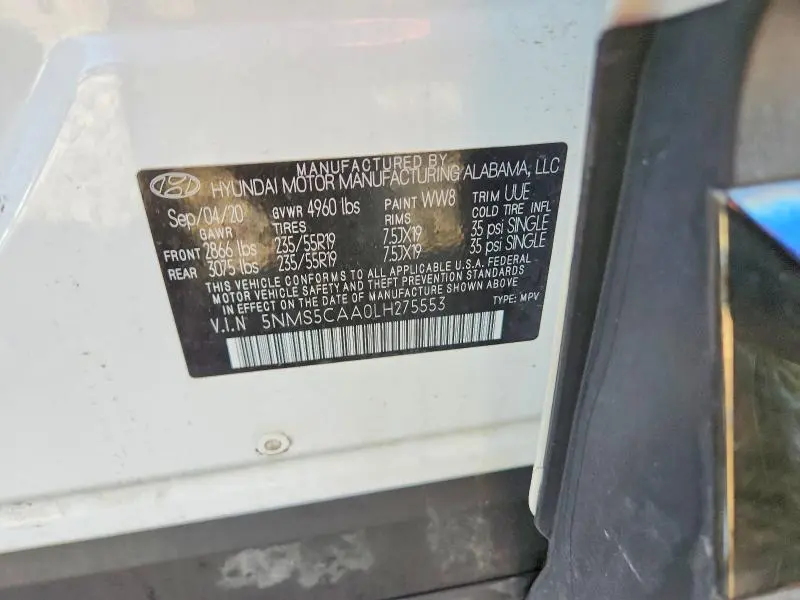 MANUFACTURED BY
HYUNDAI MOTOR MANUFACTURING ALABAMA, LLC
Sep/04/20 GVWR 4960 lbs PAINT WW8 TRIM UUE
GAWR TIRES RIMS COLD TIRE INFL
FRONT 2866 lbs 235/55R19 7.5JX19 35 psi SINGLE
REAR 3075 lbs 235/55R19 7.5JX19 35 psi SINGLE
THIS VEHICLE CONFORMS TO ALL APPLICABLE U.S.A. FEDERAL
MOTOR VEHICLE SAFETY AND THEFT PREVENTION STANDARDS
IN EFFECT ON THE DATE OF MANUFACTURE SHOWN ABOVE
V.I.N 5NMS5CAA0LH275553 TYPE: MPV